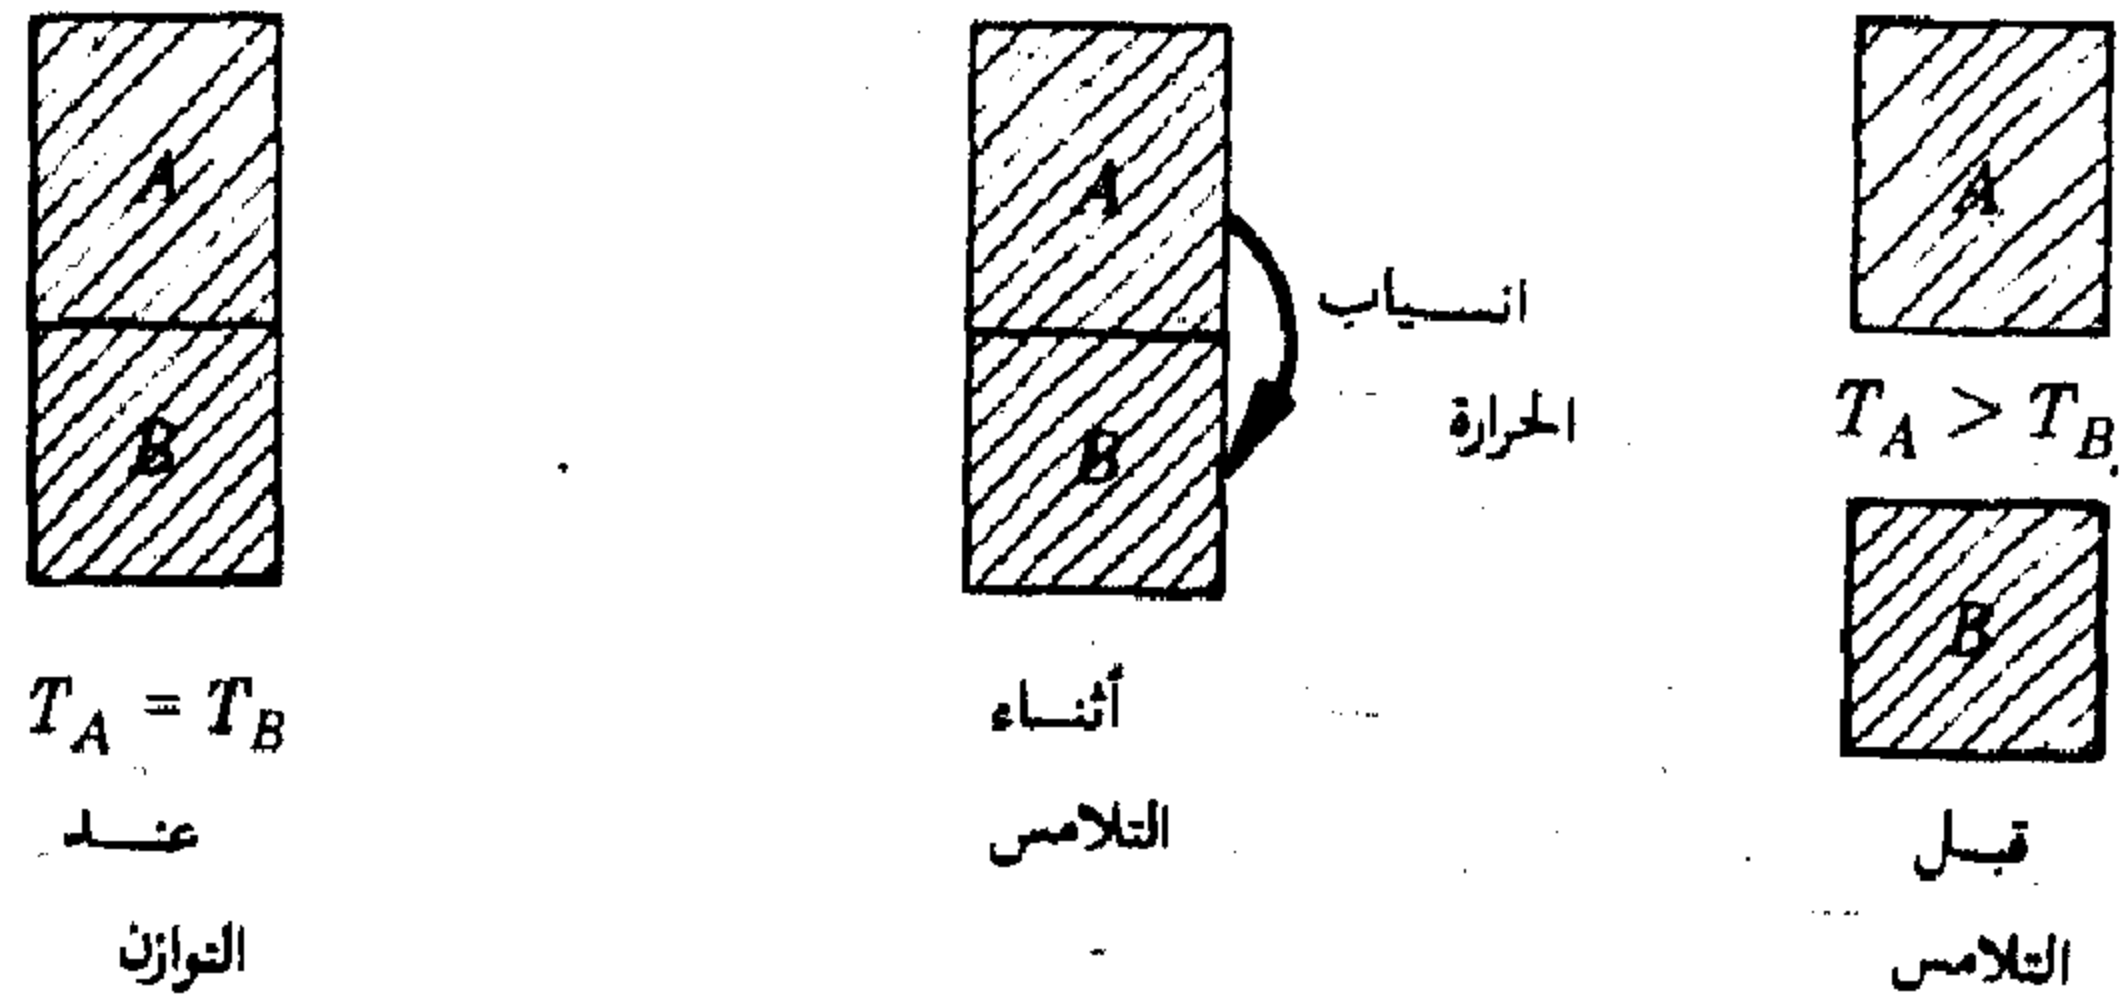 A
T_A > T_B
B
قبل
التلامس
A
انسياب
الحرارة
B
أثناء
التلامس
A
B
T_A = T_B
عند
التوازن